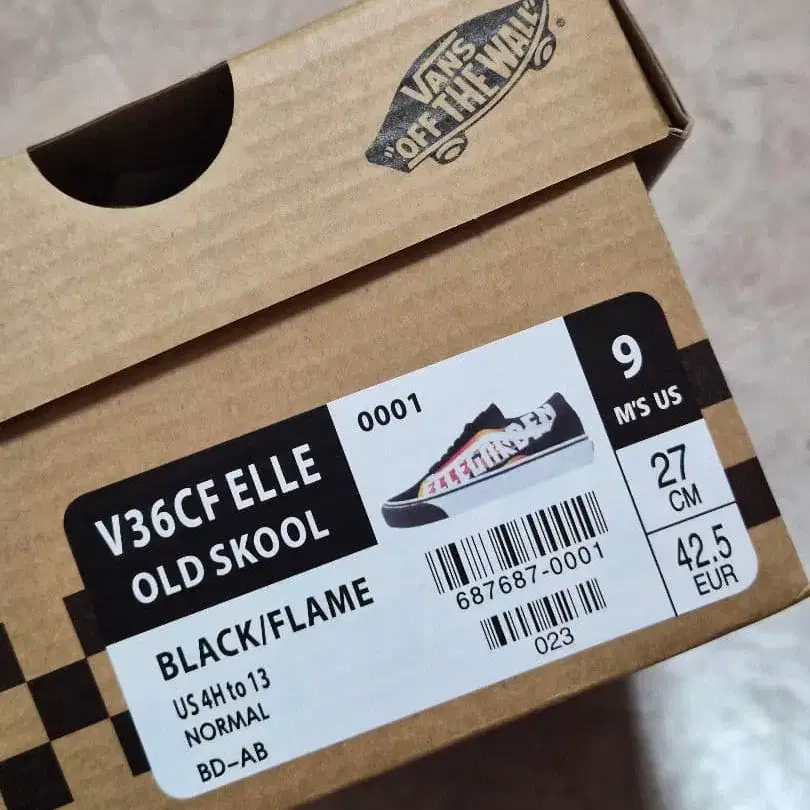 VANS
"OFF THE WALL"
®
0001
9
M'S US
V36CF ELLE
OLD SKOOL
27
CM
687687-0001
42.5
EUR
BLACK/FLAME
023
US 4H to 13
NORMAL
BD-AB